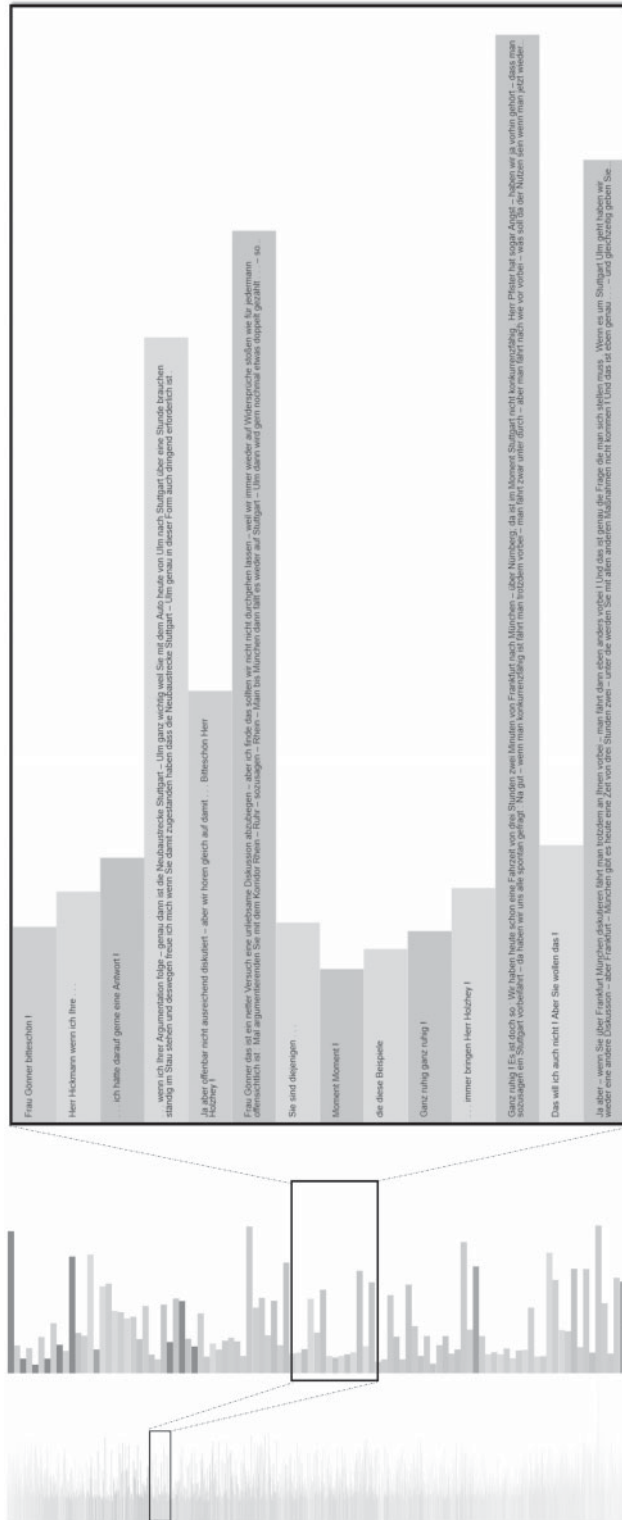 Frau Gönner bitteschön !
Herr Hickmann wenn ich Ihre . . .
. . . ich hätte darauf gerne eine Antwort !
. . . wenn ich Ihrer Argumentation folge – genau dann ist die Neubaustrecke Stuttgart – Ulm ganz wichtig weil Sie mit dem Auto heute von Ulm nach Stuttgart über eine Stunde brauchen
ständig im Stau stehen und deswegen freue ich mich wenn Sie damit zugestanden haben dass die Neubaustrecke Stuttgart – Ulm genau in dieser Form auch dringend erforderlich ist .
Ja aber offenbar nicht ausreichend diskutiert – aber wir hören gleich auf damit . . . Bitteschön Herr
Holzhey !
Frau Gönner das ist ein netter Versuch eine unliebsame Diskussion abzubiegen – aber ich finde das sollten wir nicht nicht durchgehen lassen – weil wir immer wieder auf Widersprüche stoßen wie für jedermann
offensichtlich ist . Mal argumentierenden Sie mit dem Korridor Rhein – Ruhr – sozusagen – Rhein – Main bis München dann fällt es wieder auf Stuttgart – Ulm dann wird gern nochmal etwas doppelt gezählt . . . – so .
Sie sind diejenigen . . .
Moment Moment !
die diese Beispiele
Ganz ruhig ganz ruhig !
. . . immer bringen Herr Holzhey !
Ganz ruhig ! Es ist doch so . Wir haben heute schon eine Fahrzeit von drei Stunden zwei Minuten von Frankfurt nach München – über Nürnberg, da ist im Moment Stuttgart nicht konkurrenzfähig . Herr Pfister hat sogar Angst – haben wir ja vorhin gehört – dass man
sozusagen ein Stuttgart vorbeifährt – da haben wir uns alle spontan gefragt . Na gut – wenn man konkurrenzfähig ist fährt man trotzdem vorbei – man fährt zwar unter durch – aber man fährt nach wie vor vorbei – was soll da der Nutzen sein wenn man jetzt wieder .
Das will ich auch nicht ! Aber Sie wollen das !
Ja aber – wenn Sie über Frankfurt München diskutieren fährt man trotzdem an Ihnen vorbei – man fährt dann eben anders vorbei ! Und das ist genau die Frage die man sich stellen muss . Wenn es um Stuttgart Ulm geht haben wir
wieder eine andere Diskussion – aber Frankfurt – München gibt es heute eine Zeit von drei Stunden zwei – unter die werden Sie mit allen anderen Maßnahmen nicht kommen ! Und das ist eben genau . . . – und gleichzeitig geben Sie .